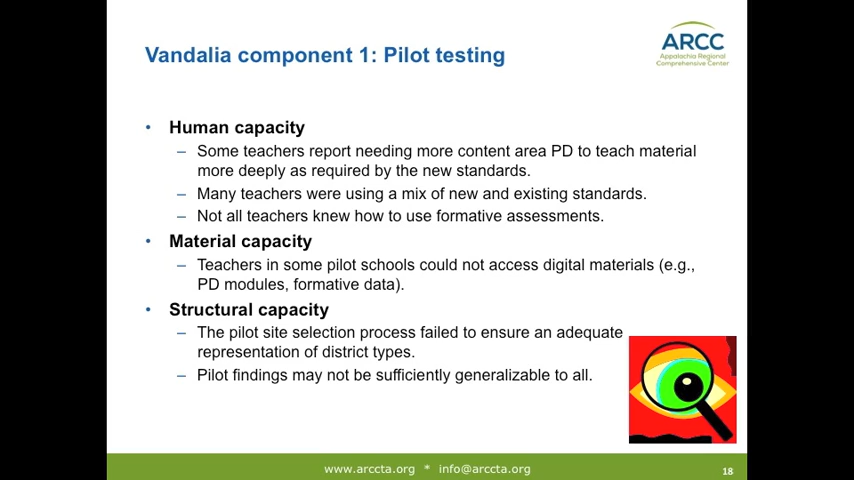 Vandalia component 1: Pilot testing
ARCC
Appalachia Regional
Comprehensive Center
• Human capacity
– Some teachers report needing more content area PD to teach material
more deeply as required by the new standards.
– Many teachers were using a mix of new and existing standards.
– Not all teachers knew how to use formative assessments.
• Material capacity
– Teachers in some pilot schools could not access digital materials (e.g.,
PD modules, formative data).
• Structural capacity
– The pilot site selection process failed to ensure an adequate
representation of district types.
– Pilot findings may not be sufficiently generalizable to all.
www.arccta.org * info@arccta.org
18